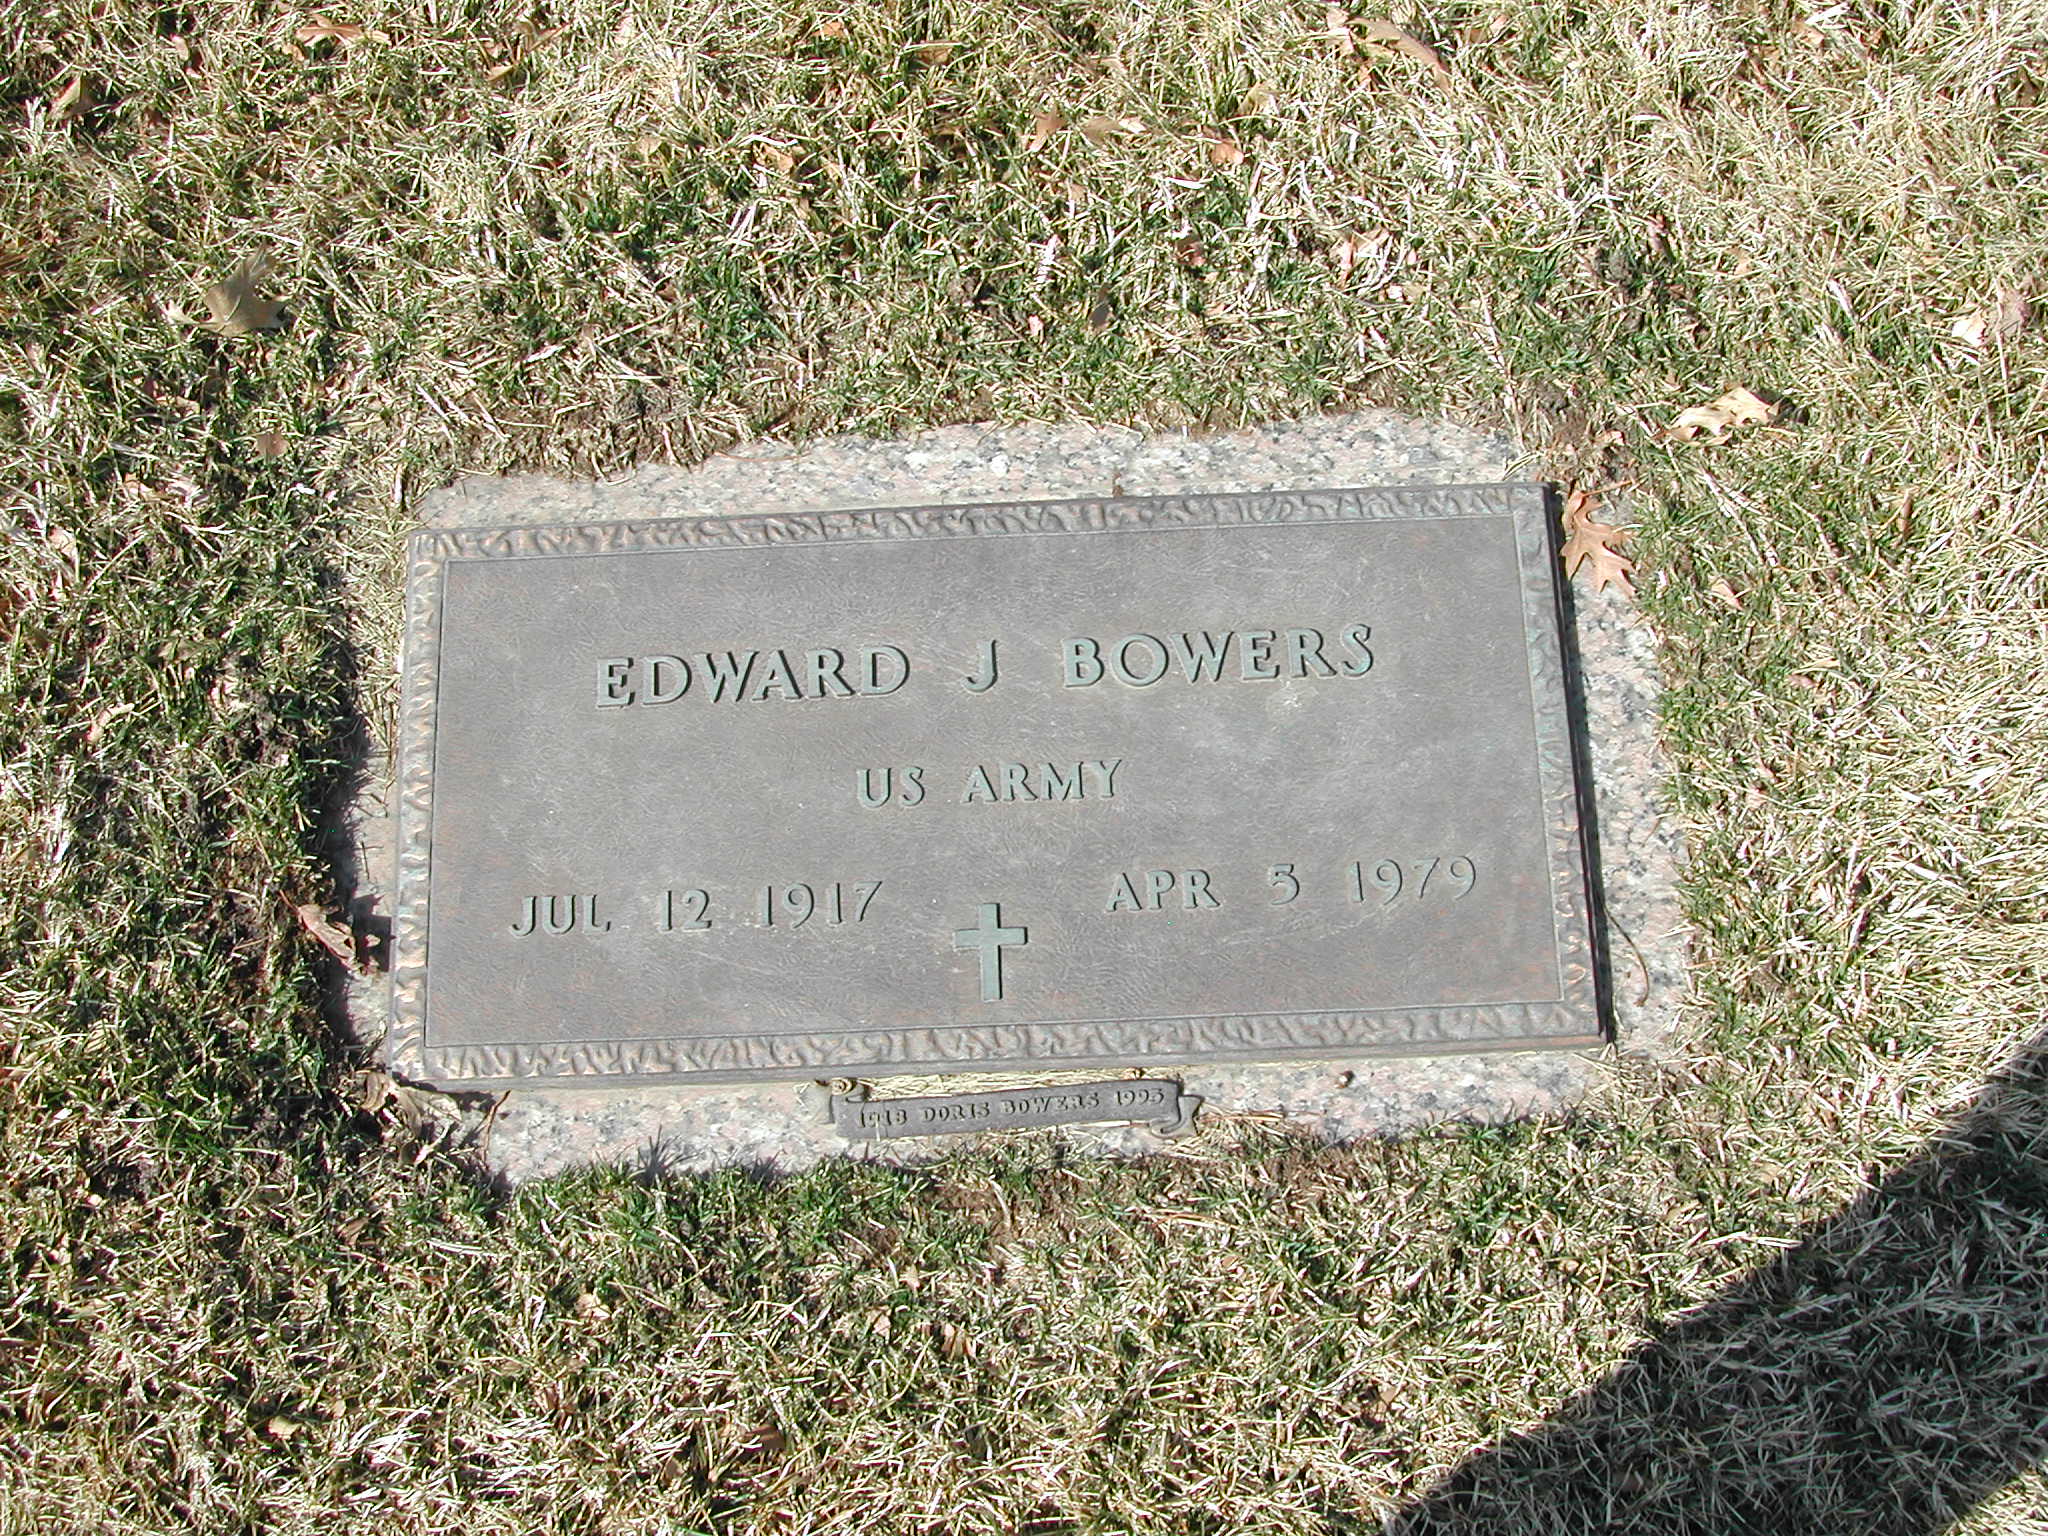 EDWARD J BOWERS
US ARMY
JUL 12 1917 APR 5 1979
1918 DORIS BOWERS 1995